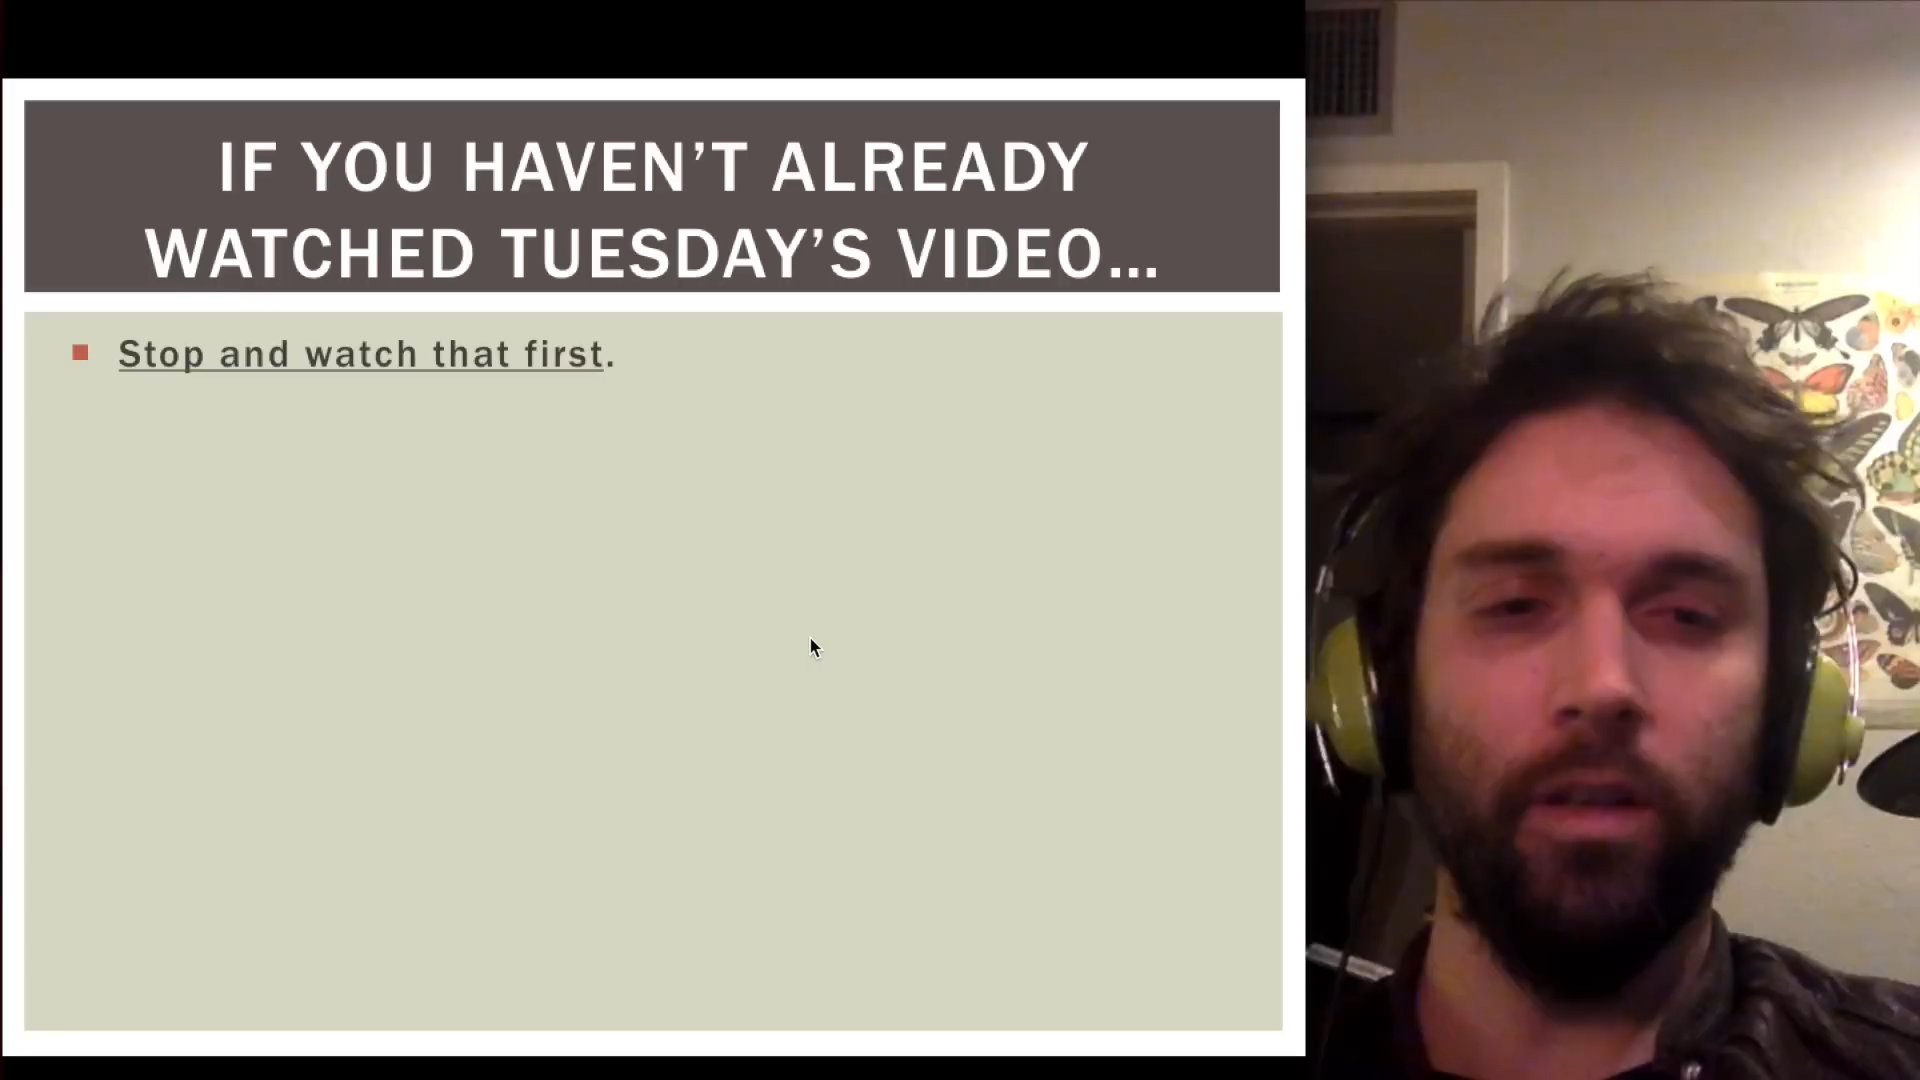 IF YOU HAVEN’T ALREADY
WATCHED TUESDAY’S VIDEO…
Stop and watch that first.